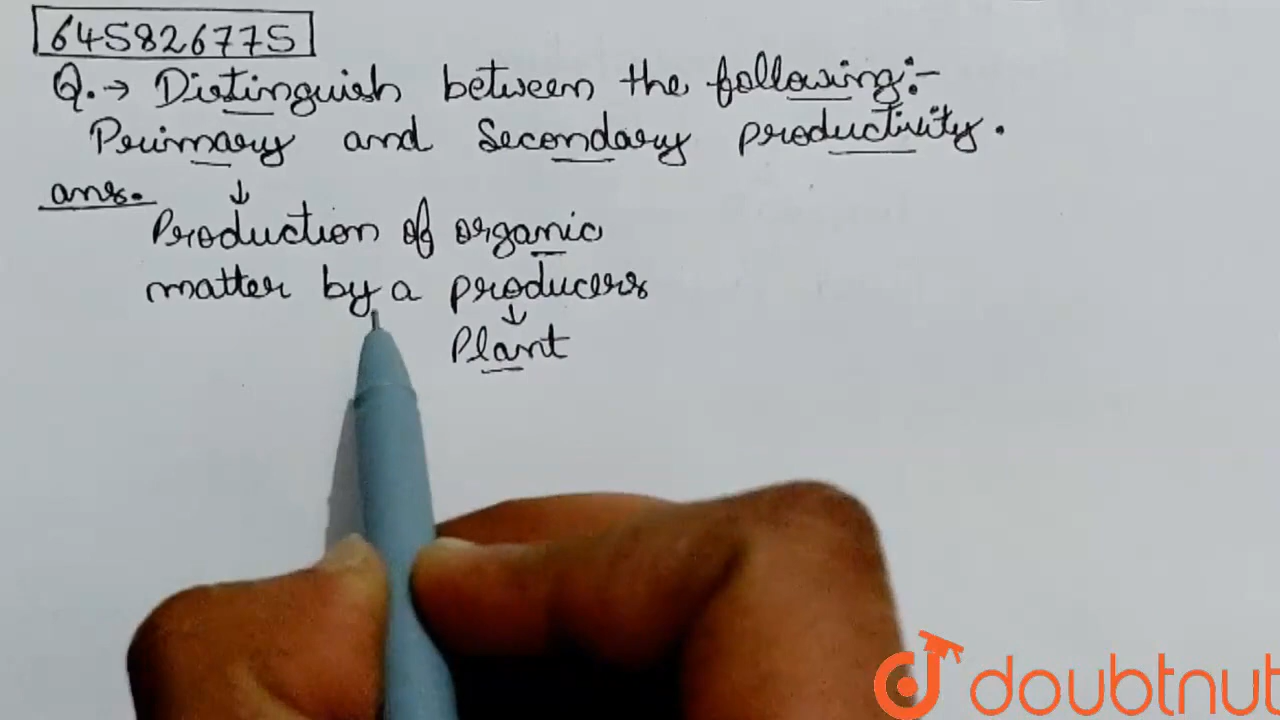 645826775
Q.→ Distinguish between the following:-
Primary and Secondary productivity.
ans.
↓
Production of organic
matter by a producers
↓
Plant
doubtnut